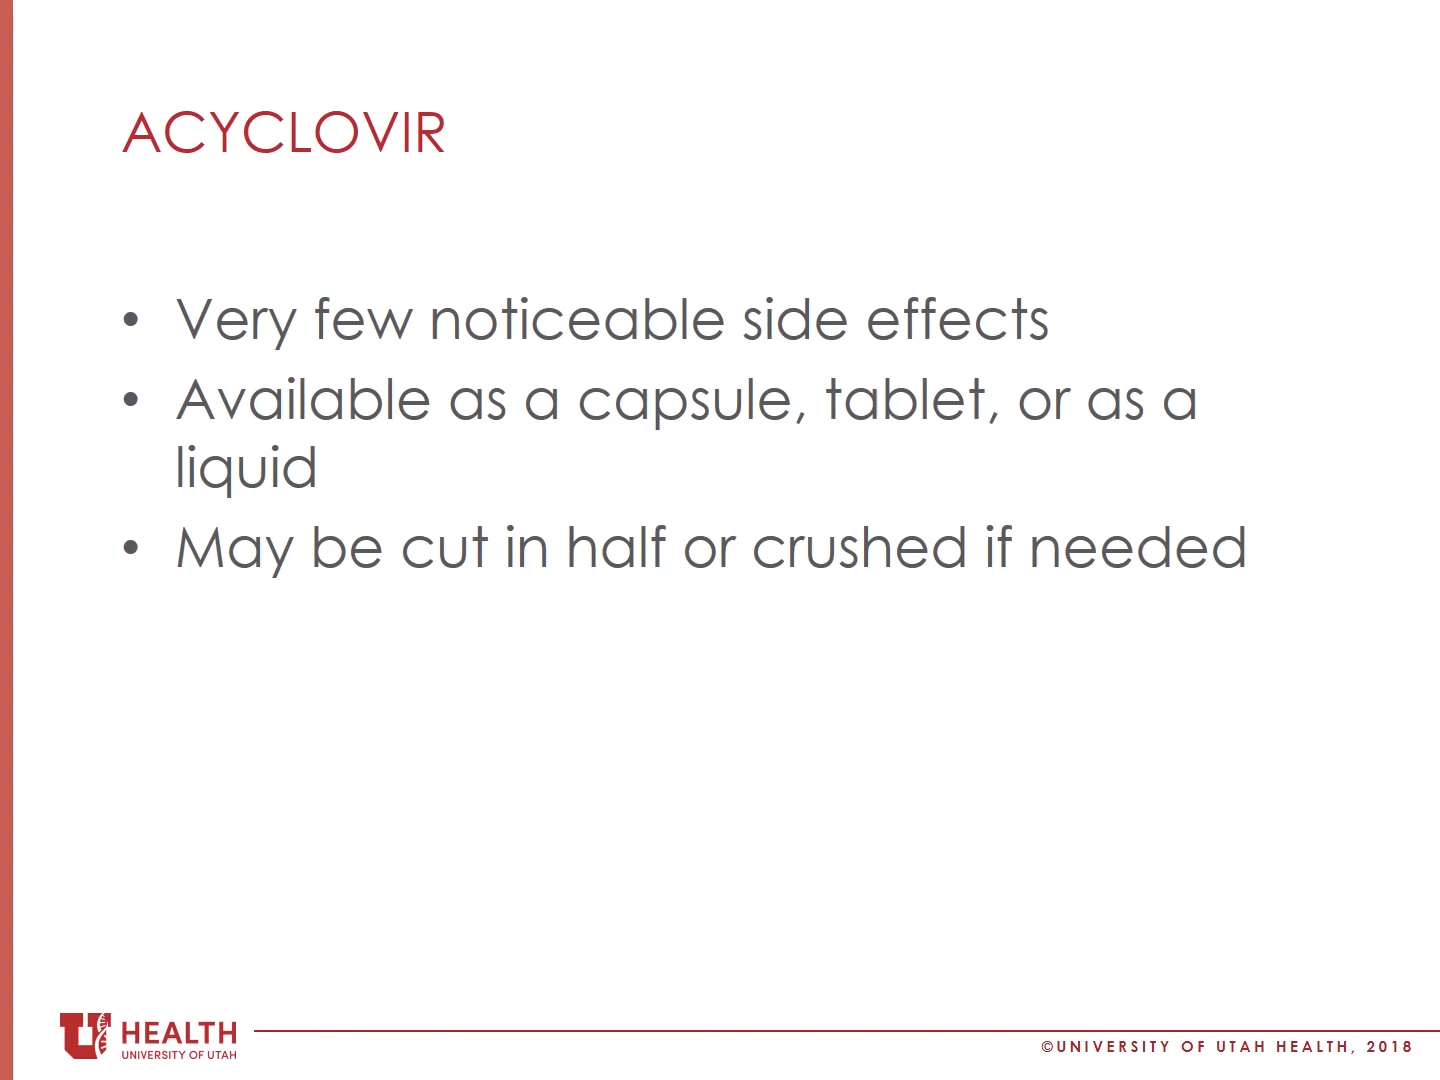 ACYCLOVIR
• Very few noticeable side effects
• Available as a capsule, tablet, or as a
liquid
• May be cut in half or crushed if needed
U HEALTH
UNIVERSITY OF UTAH
©UNIVERSITY OF UTAH HEALTH, 2018